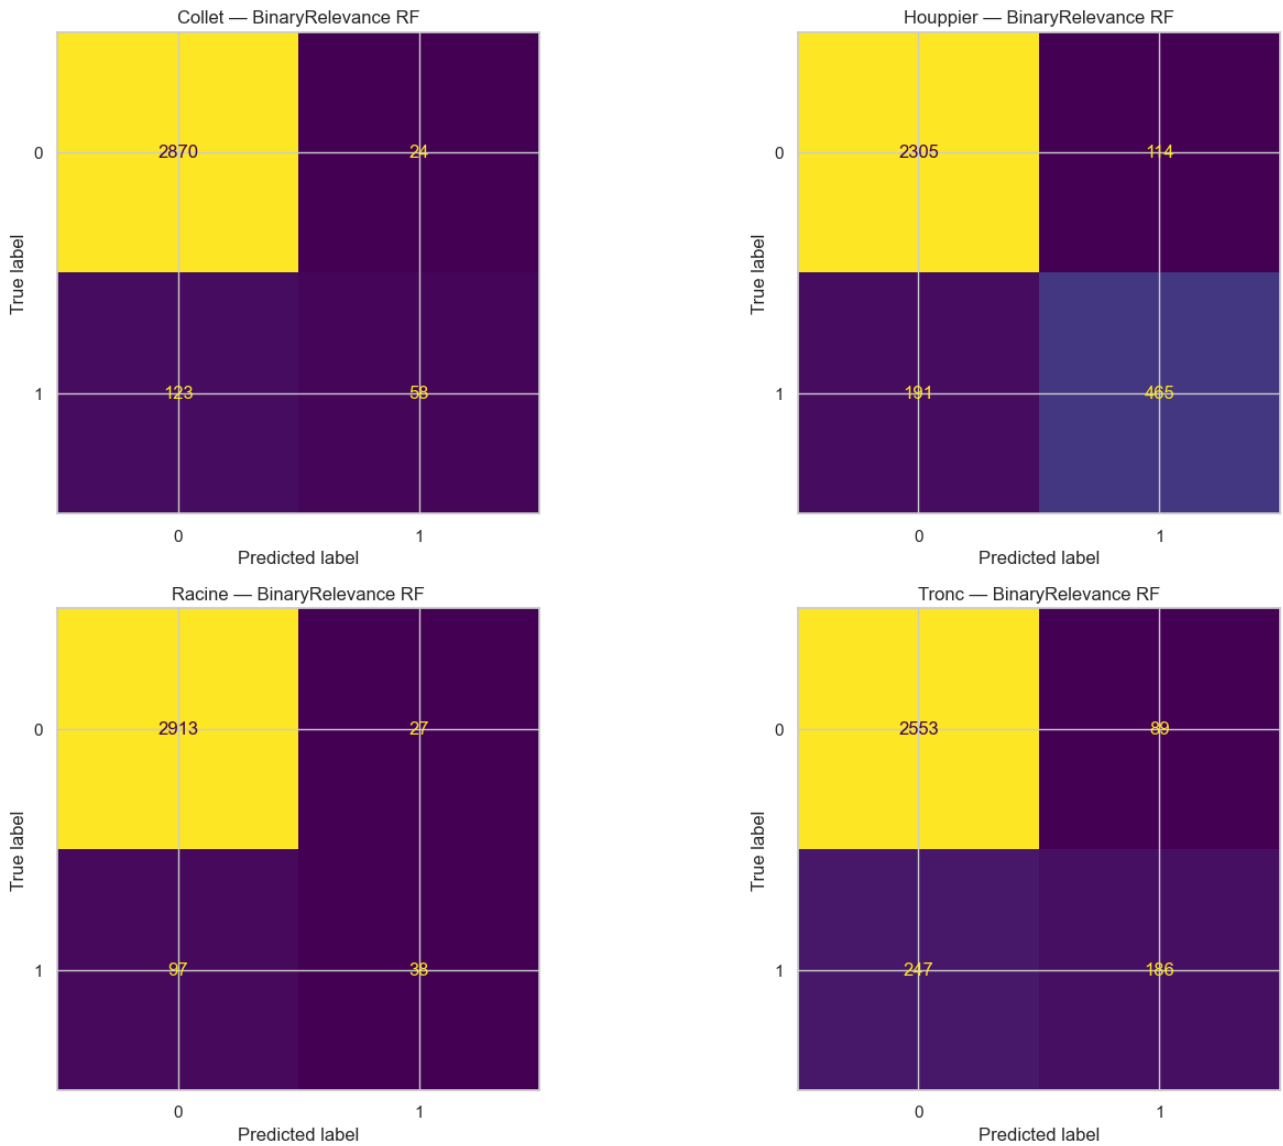 Collet — BinaryRelevance RF
True label
0
2870
24
1
123
58
0
1
Predicted label
Houppier — BinaryRelevance RF
True label
0
2305
114
1
191
465
0
1
Predicted label
Racine — BinaryRelevance RF
True label
0
2913
27
1
97
38
0
1
Predicted label
Tronc — BinaryRelevance RF
True label
0
2553
89
1
247
186
0
1
Predicted label